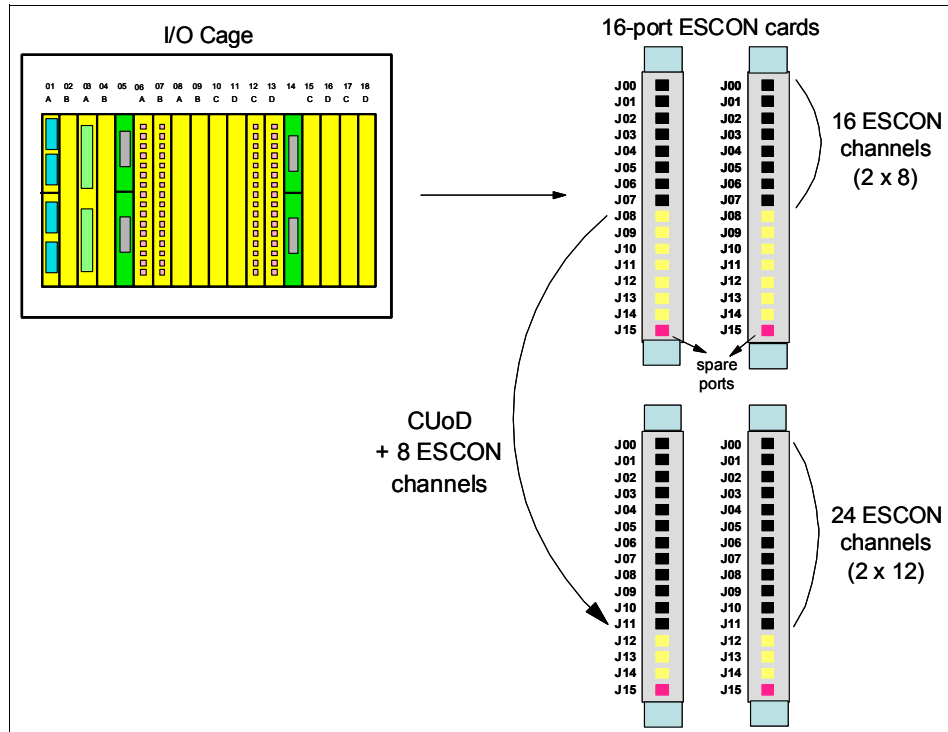 I/O Cage
01 02 03 04 05 06 07 08 09 10 11 12 13 14 15 16 17 18
A B A B A B A B C D C D C D C D
16-port ESCON cards
J00 J00
J01 J01
J02 J02
J03 J03
J04 J04
J05 J05
J06 J06
J07 J07
J08 J08
J09 J09
J10 J10
J11 J11
J12 J12
J13 J13
J14 J14
J15 J15
16 ESCON
channels
(2 x 8)
spare
ports
CUoD
+ 8 ESCON
channels
J00 J00
J01 J01
J02 J02
J03 J03
J04 J04
J05 J05
J06 J06
J07 J07
J08 J08
J09 J09
J10 J10
J11 J11
J12 J12
J13 J13
J14 J14
J15 J15
24 ESCON
channels
(2 x 12)